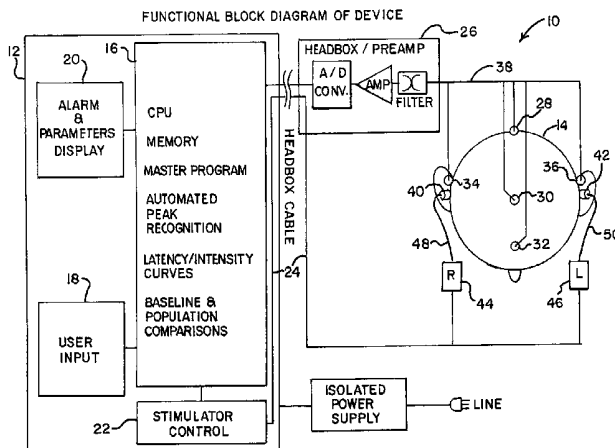 FUNCTIONAL BLOCK DIAGRAM OF DEVICE
10
12
16
20
ALARM
&
PARAMETERS
DISPLAY
CPU
MEMORY
MASTER PROGRAM
AUTOMATED
PEAK
RECOGNITION
LATENCY/INTENSITY
CURVES
BASELINE &
POPULATION
COMPARISONS
18
USER
INPUT
22
STIMULATOR
CONTROL
HEADBOX CABLE
24
26
HEADBOX / PREAMP
A/D
CONV.
AMP
FILTER
38
28
14
34
40
30
32
36
42
48
50
R
44
L
46
ISOLATED
POWER
SUPPLY
LINE